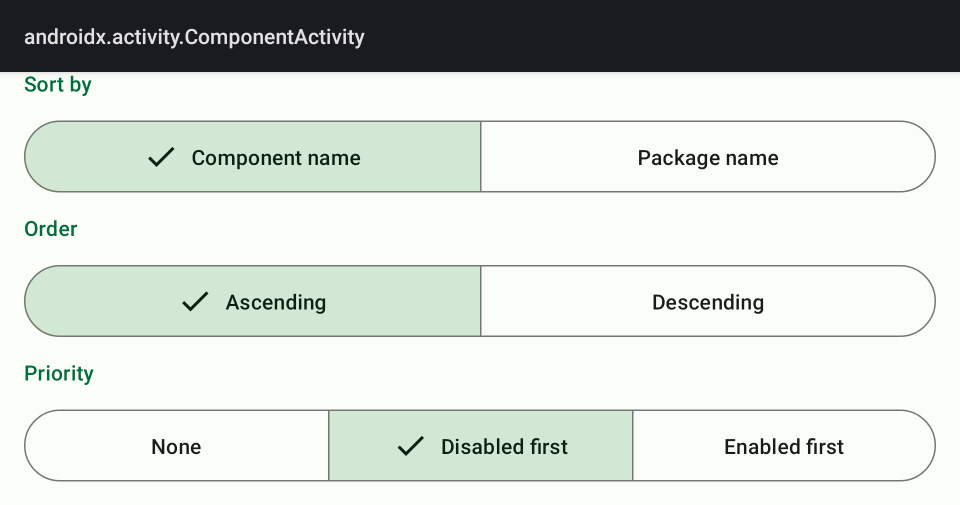 androidx.activity.ComponentActivity
Sort by
Component name Package name
Order
Ascending Descending
Priority
None Disabled first Enabled first